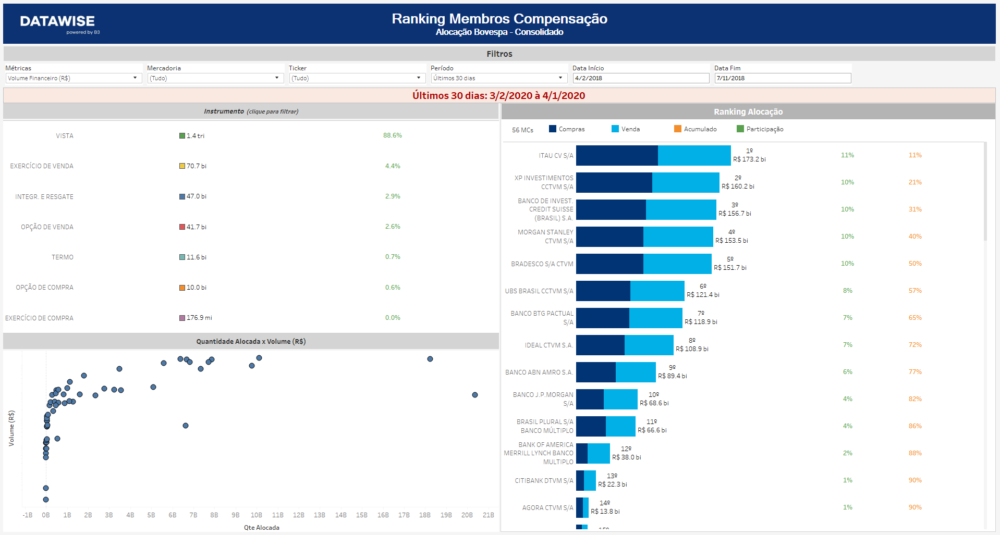 DATAWISE
powered by B3
Ranking Membros Compensação
Alocação Bovespa - Consolidado
Filtros
Métricas
Volume Financeiro (R$)
Mercadoria
(Tudo)
Ticker
(Tudo)
Período
Últimos 30 dias
Data Início
4/2/2018
Data Fim
7/11/2018
Últimos 30 dias: 3/2/2020 à 4/1/2020
Instrumento (clique para filtrar)
VISTA 1.4 tri 88.6%
EXERCÍCIO DE VENDA 70.7 bi 4.4%
INTEGR. E RESGATE 47.0 bi 2.9%
OPÇÃO DE VENDA 41.7 bi 2.6%
TERMO 11.6 bi 0.7%
OPÇÃO DE COMPRA 10.0 bi 0.6%
EXERCÍCIO DE COMPRA 176.9 mi 0.0%
Quantidade Alocada x Volume (R$)
Volume (R$)
-1B 0B 1B 2B 3B 4B 5B 6B 7B 8B 9B 10B 11B 12B 13B 14B 15B 16B 17B 18B 19B 20B 21B
Qte Alocada
Ranking Alocação
56 MCs Compras Venda Acumulado Participação
ITAU CV S/A
1º
R$ 173.2 bi
11% 11%
XP INVESTIMENTOS
CCTVM S/A
2º
R$ 160.2 bi
10% 21%
BANCO DE INVEST.
CREDIT SUISSE
(BRASIL) S.A.
3º
R$ 156.7 bi
10% 31%
MORGAN STANLEY
CTVM S/A
4º
R$ 153.5 bi
10% 40%
BRADESCO S/A CTVM
5º
R$ 151.7 bi
10% 50%
UBS BRASIL CCTVM S/A
6º
R$ 121.4 bi
8% 57%
BANCO BTG PACTUAL
S/A
7º
R$ 118.9 bi
7% 65%
IDEAL CTVM S.A.
8º
R$ 108.9 bi
7% 72%
BANCO ABN AMRO S.A.
9º
R$ 89.4 bi
6% 77%
BANCO J.P.MORGAN
S/A
10º
R$ 68.6 bi
4% 82%
BRASIL PLURAL S/A
BANCO MÚLTIPLO
11º
R$ 66.6 bi
4% 86%
BANK OF AMERICA
MERRILL LYNCH BANCO
MULTIPLO
12º
R$ 38.0 bi
2% 88%
CITIBANK DTVM S/A
13º
R$ 22.3 bi
1% 90%
AGORA CTVM S/A
14º
R$ 13.8 bi
1% 90%
15º